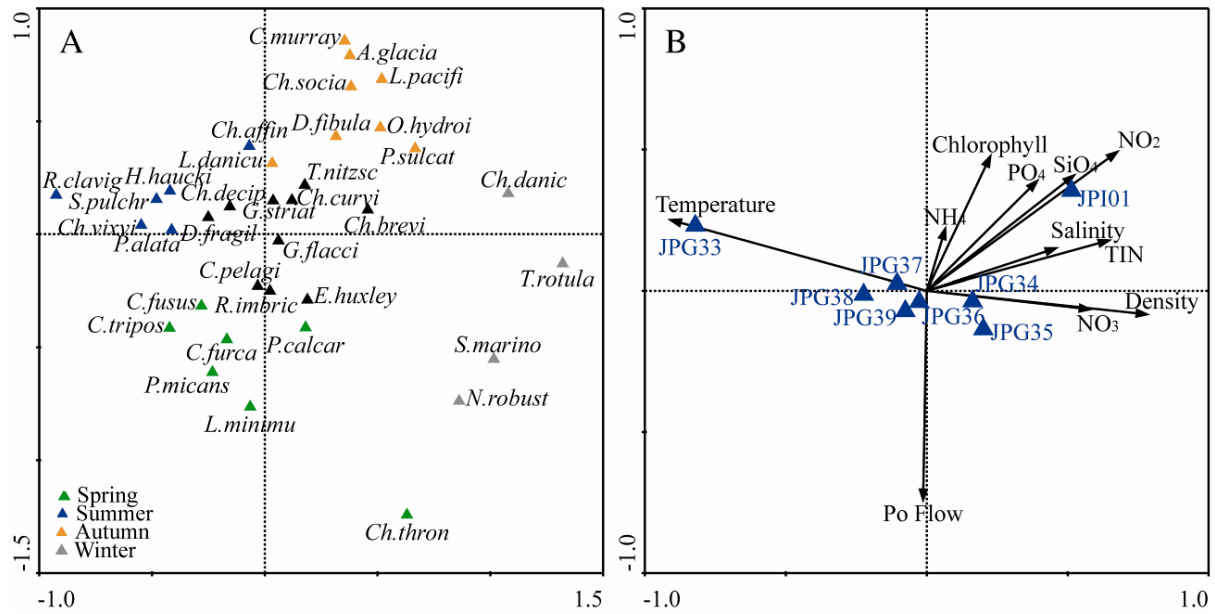 1.0
A
C.murray
A.glacia
Ch.socia
L.pacifi
Ch.affin
D.fibula
O.hydroi
L.danicu
P.sulcat
R.clavig
H.haucki
T.nitzsc
Ch.danic
S.pulchr
Ch.decip
Ch.curvi
G.striat
Ch.vixvi
Ch.brevi
P.alata
D.fragil
G.flacci
C.pelagi
T.rotula
C.fusus
R.imbric
E.huxley
C.tripos
C.furca
P.calcar
S.marino
P.micans
N.robust
L.minimu
Spring
Summer
Autumn
Winter
Ch.thron
-1.5
-1.0
1.5
1.0
B
Chlorophyll
NO2
PO4
SiO4
JPI01
Temperature
NH4
Salinity
JPG33
TIN
JPG37
JPG34
JPG38
Density
JPG39
JPG36
NO3
JPG35
Po Flow
-1.0
-1.0
1.0